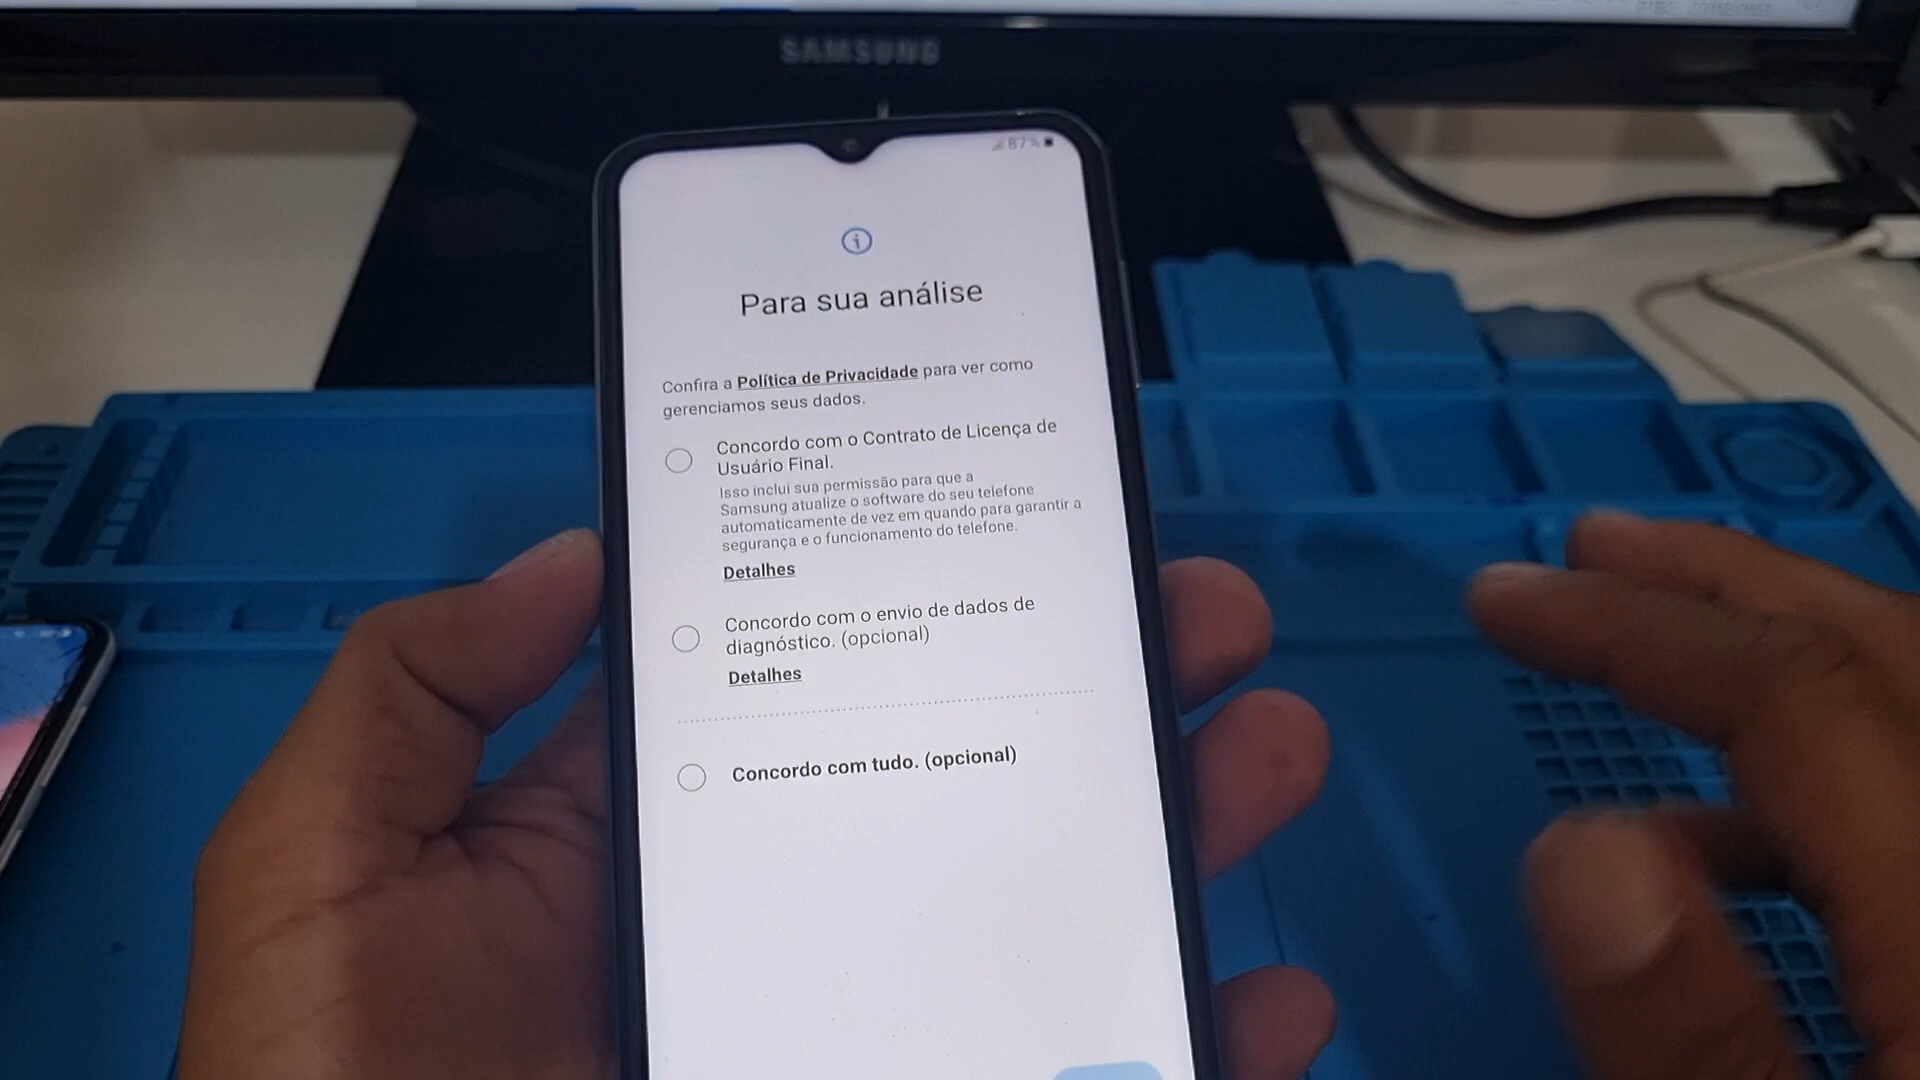 SAMSUNG
87%
Para sua análise
Confira a Política de Privacidade para ver como
gerenciamos seus dados.
Concordo com o Contrato de Licença de
Usuário Final.
Isso inclui sua permissão para que a
Samsung atualize o software do seu telefone
automaticamente de vez em quando para garantir a
segurança e o funcionamento do telefone.
Detalhes
Concordo com o envio de dados de
diagnóstico. (opcional)
Detalhes
Concordo com tudo. (opcional)